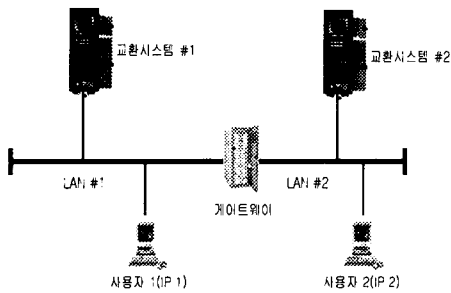 교환시스템 #1
교환시스템 #2
LAN #1
LAN #2
게이트웨이
사용자 1(IP 1)
사용자 2(IP 2)